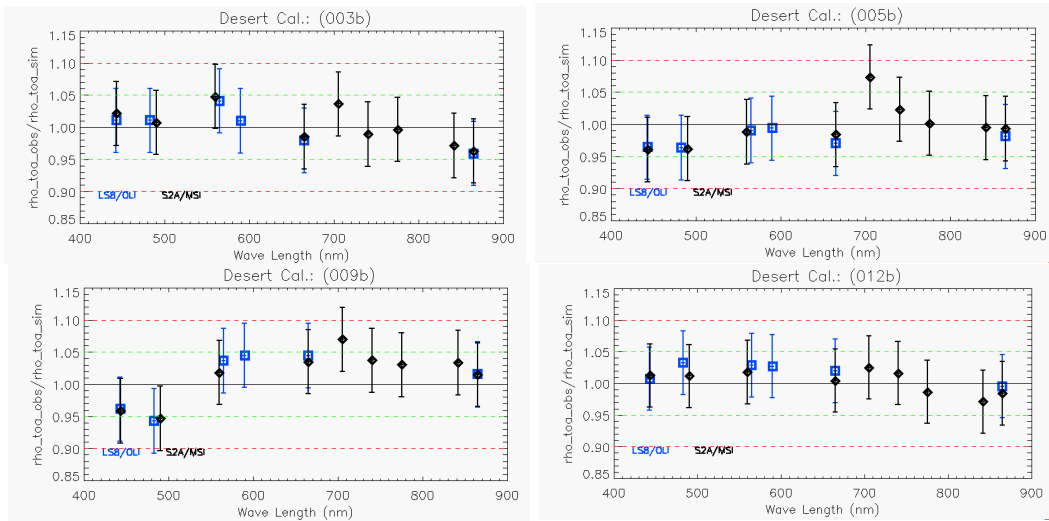 Desert Cal.: (003b)
rho_toa_obs/rho_toa_sim
1.15
1.10
1.05
1.00
0.95
0.90
0.85
LS8/OLI S2A/MSI
400 500 600 700 800 900
Wave Length (nm)
Desert Cal.: (005b)
rho_toa_obs/rho_toa_sim
1.15
1.10
1.05
1.00
0.95
0.90
0.85
LS8/OLI S2A/MSI
400 500 600 700 800 900
Wave Length (nm)
Desert Cal.: (009b)
rho_toa_obs/rho_toa_sim
1.15
1.10
1.05
1.00
0.95
0.90
0.85
LS8/OLI S2A/MSI
400 500 600 700 800 900
Wave Length (nm)
Desert Cal.: (012b)
rho_toa_obs/rho_toa_sim
1.15
1.10
1.05
1.00
0.95
0.90
0.85
LS8/OLI S2A/MSI
400 500 600 700 800 900
Wave Length (nm)